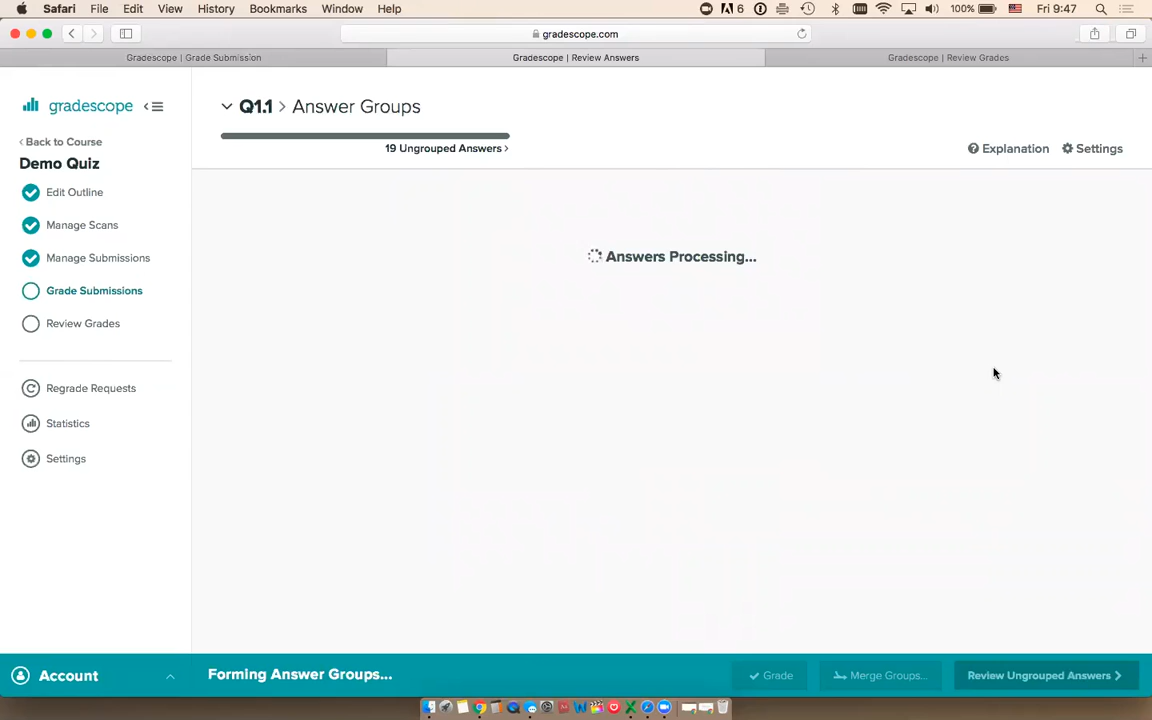 Safari File Edit View History Bookmarks Window Help 6 100% Fri 9:47
gradescope.com
Gradescope | Grade Submission Gradescope | Review Answers Gradescope | Review Grades
gradescope
Q1.1 > Answer Groups
Back to Course
19 Ungrouped Answers
Explanation Settings
Demo Quiz
Edit Outline
Manage Scans
Manage Submissions
Answers Processing...
Grade Submissions
Review Grades
Regrade Requests
Statistics
Settings
Account Forming Answer Groups... Grade Merge Groups... Review Ungrouped Answers